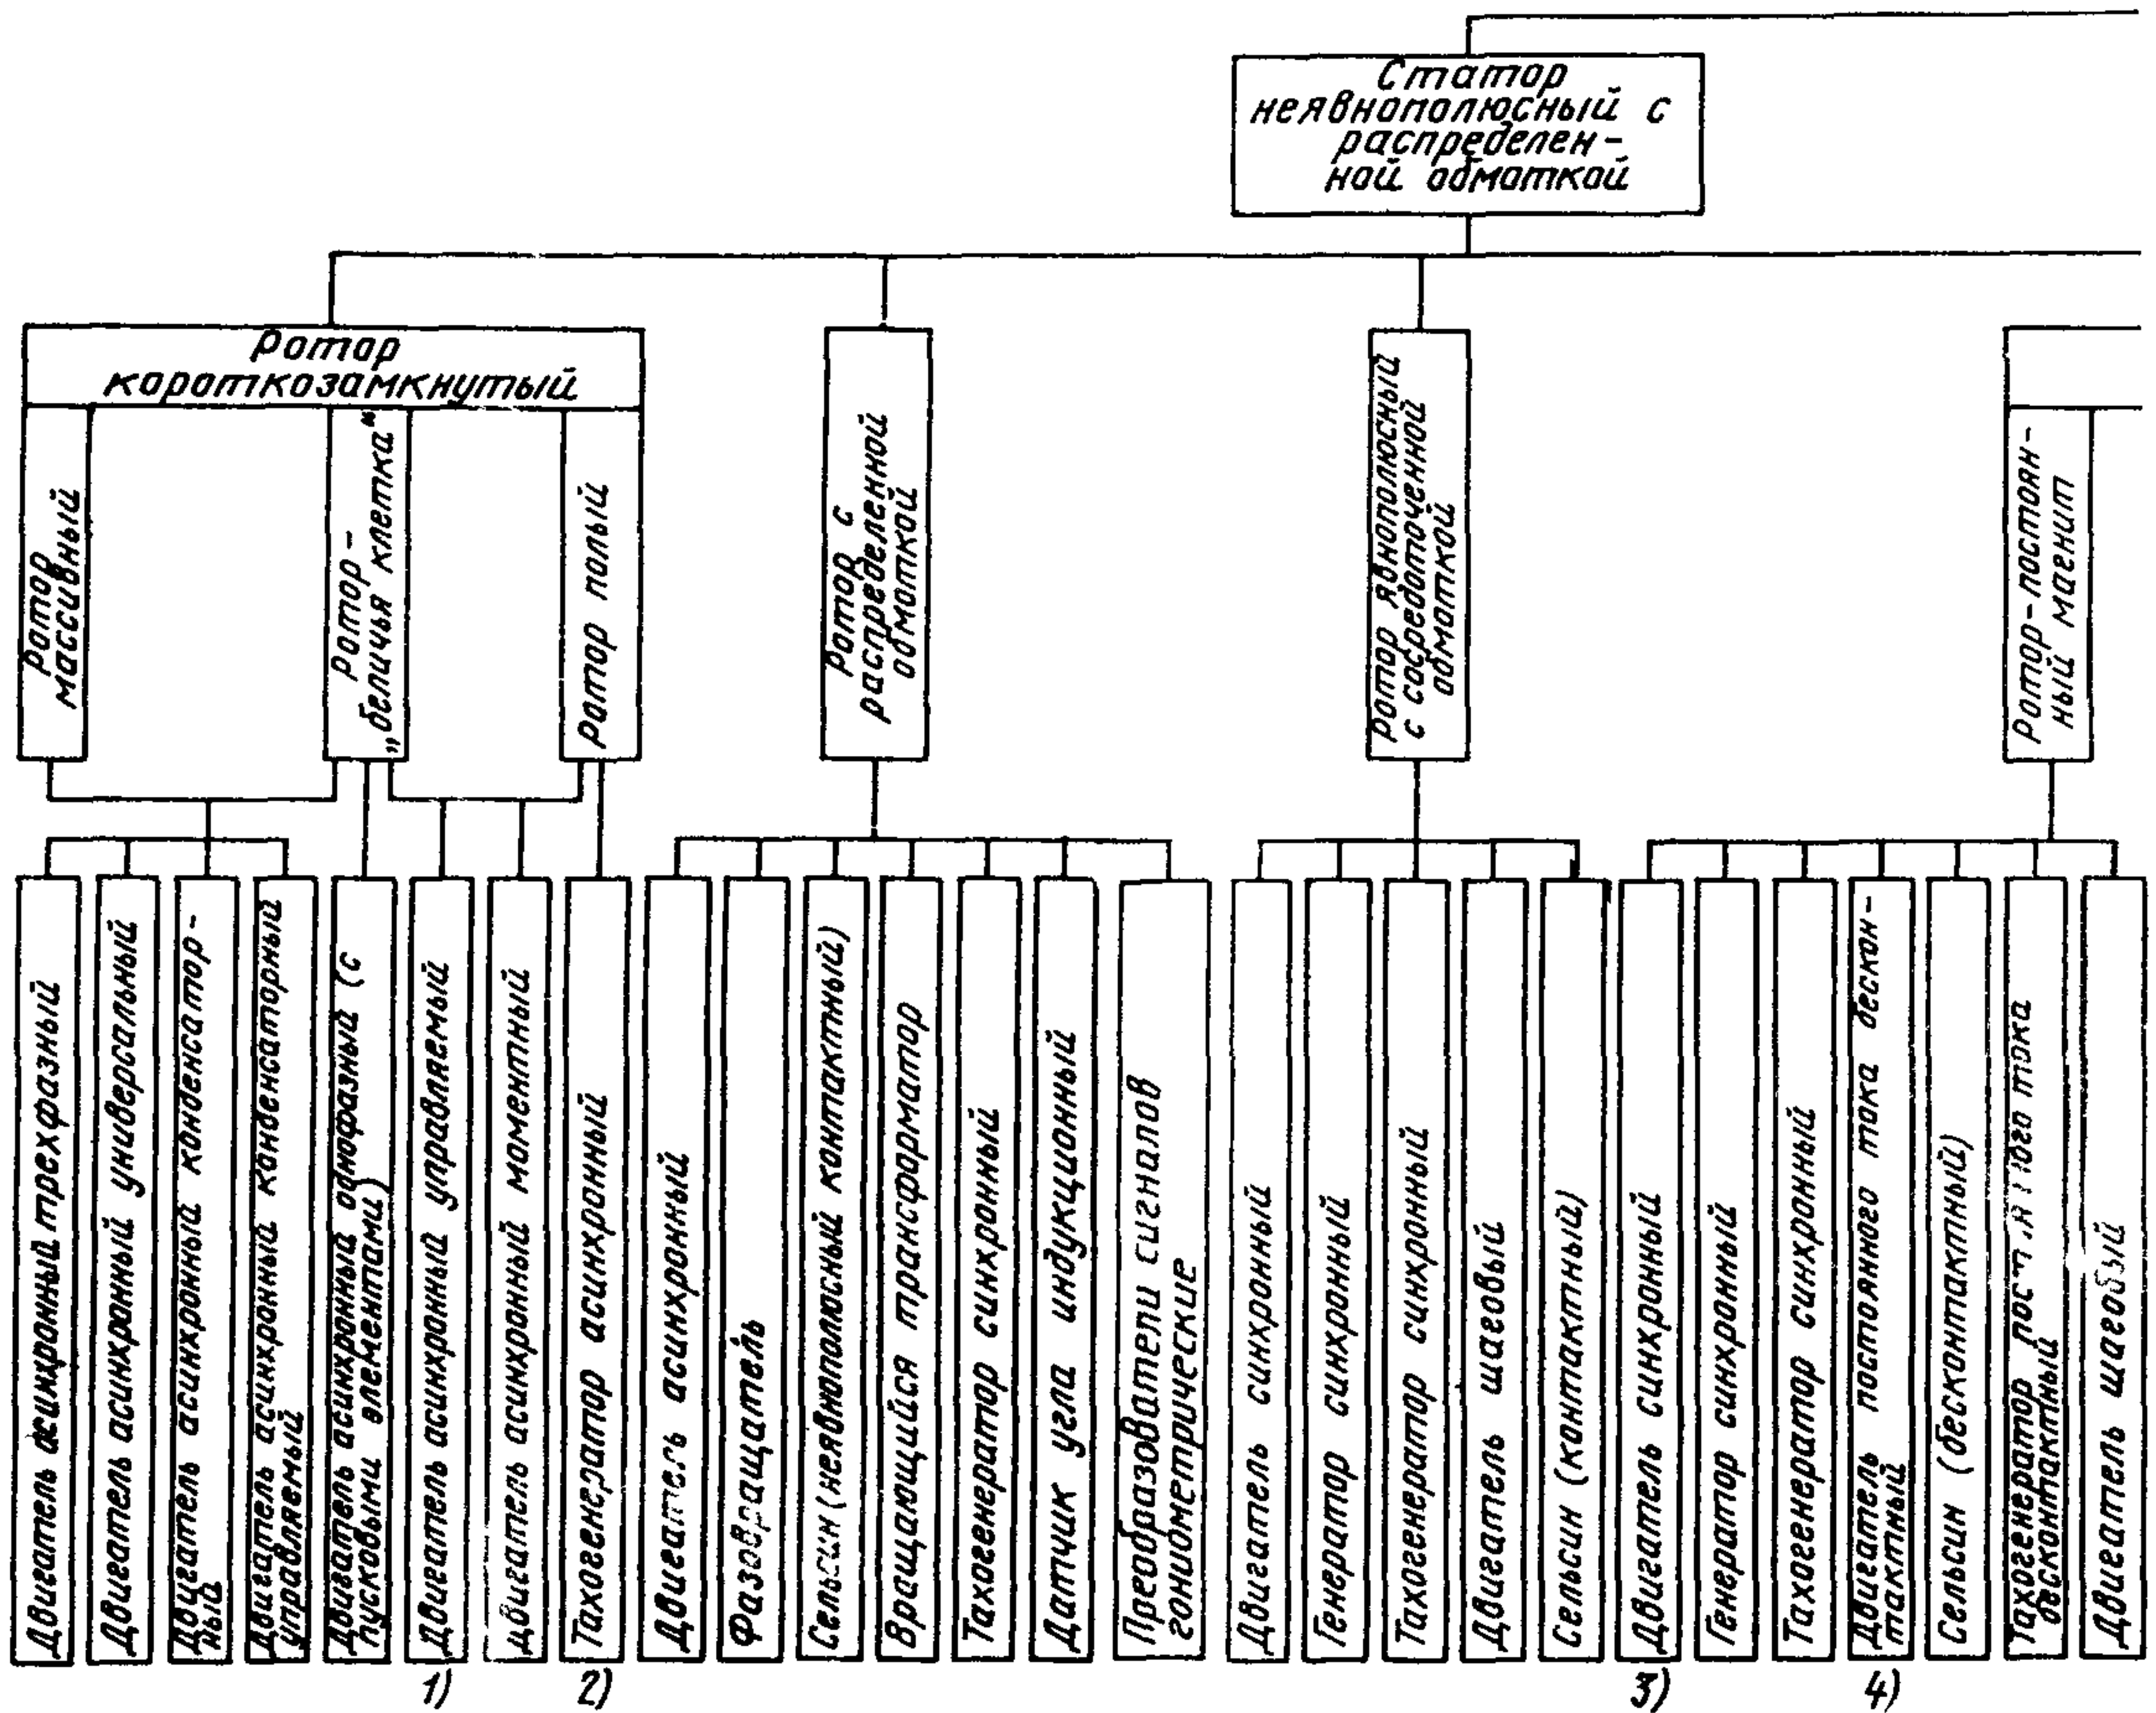 Статор
неявнополюсный с
распределен-
ной обмоткой
Ротор
короткозамкнутый
Ротор
массивный
Ротор-
„беличья клетка“
Ротор полый
Ротор с
распределенной
обмоткой
Ротор явнополюсный
с сосредоточенной
обмоткой
Ротор-постоян-
ный магнит
Двигатель асинхронный трехфазный
Двигатель асинхронный универсальный
Двигатель асинхронный конденсатор-
ный
Двигатель асинхронный конденсаторный
управляемый
Двигатель асинхронный однофазный (с
пусковыми элементами)
Двигатель асинхронный управляемый
Двигатель асинхронный моментный
Тахогенератор асинхронный
Двигатель асинхронный
Фазовращатель
Сельсин (неявнополюсный контактный)
Вращающийся трансформатор
Тахогенератор синхронный
Датчик угла индукционный
Преобразователи сигналов
гониометрические
Двигатель синхронный
Генератор синхронный
Тахогенератор синхронный
Двигатель шаговый
Сельсин (контактный)
Двигатель синхронный
Генератор синхронный
Тахогенератор синхронный
Двигатель постоянного тока бескон-
тактный
Сельсин (бесконтактный)
Тахогенератор тока
бесконтактный
Двигатель шаговый
1)
2)
3)
4)